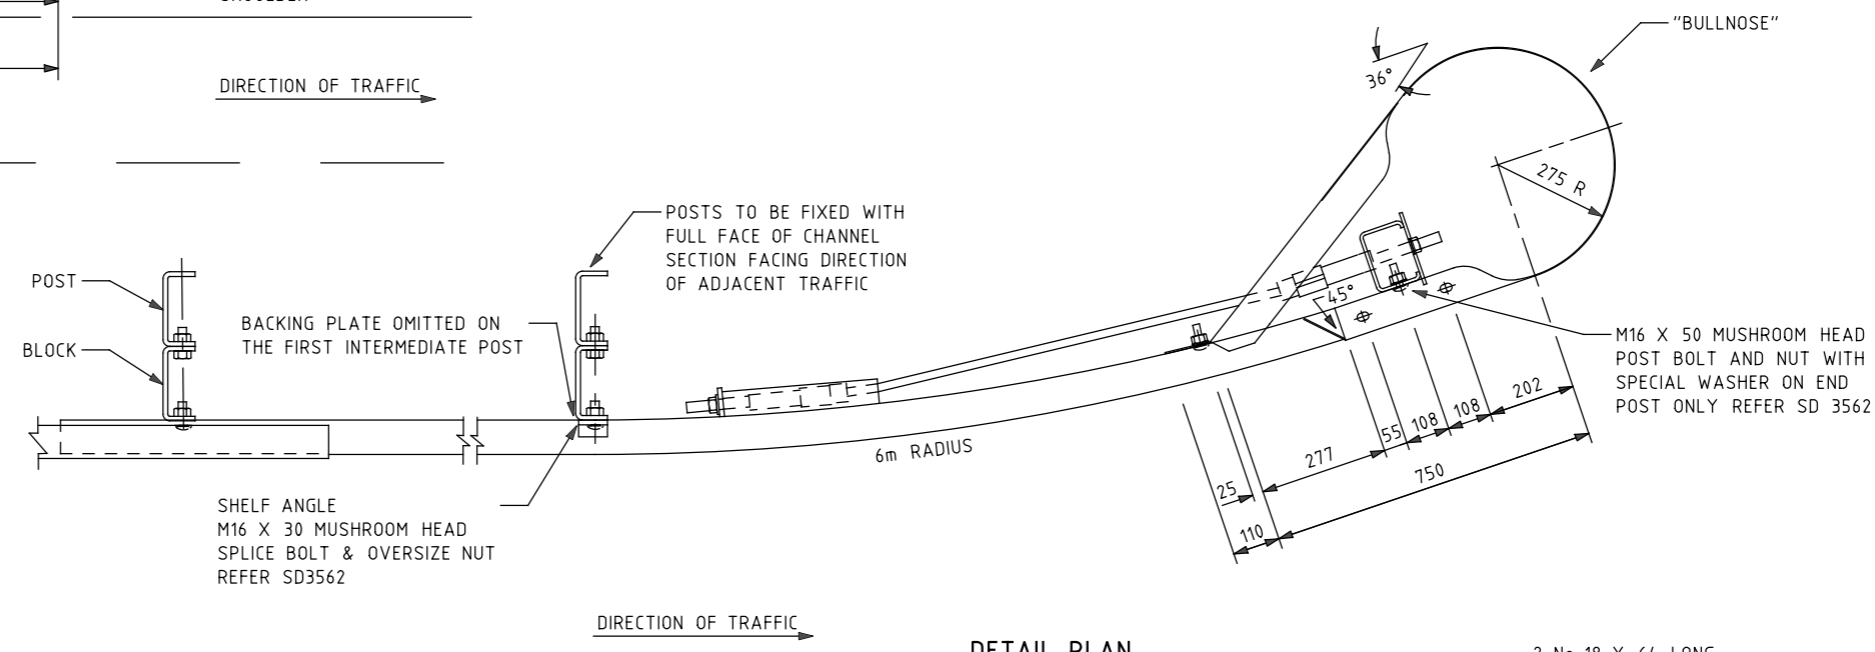 "BULLNOSE"
36°
DIRECTION OF TRAFFIC
275 R
POSTS TO BE FIXED WITH
FULL FACE OF CHANNEL
SECTION FACING DIRECTION
OF ADJACENT TRAFFIC
POST
BACKING PLATE OMITTED ON
THE FIRST INTERMEDIATE POST
BLOCK
45°
M16 X 50 MUSHROOM HEAD
POST BOLT AND NUT WITH
SPECIAL WASHER ON END
POST ONLY REFER SD 3562
6m RADIUS
25
277
55
108
108
202
110
750
SHELF ANGLE
M16 X 30 MUSHROOM HEAD
SPLICE BOLT & OVERSIZE NUT
REFER SD3562
DIRECTION OF TRAFFIC
DETAIL PLAN